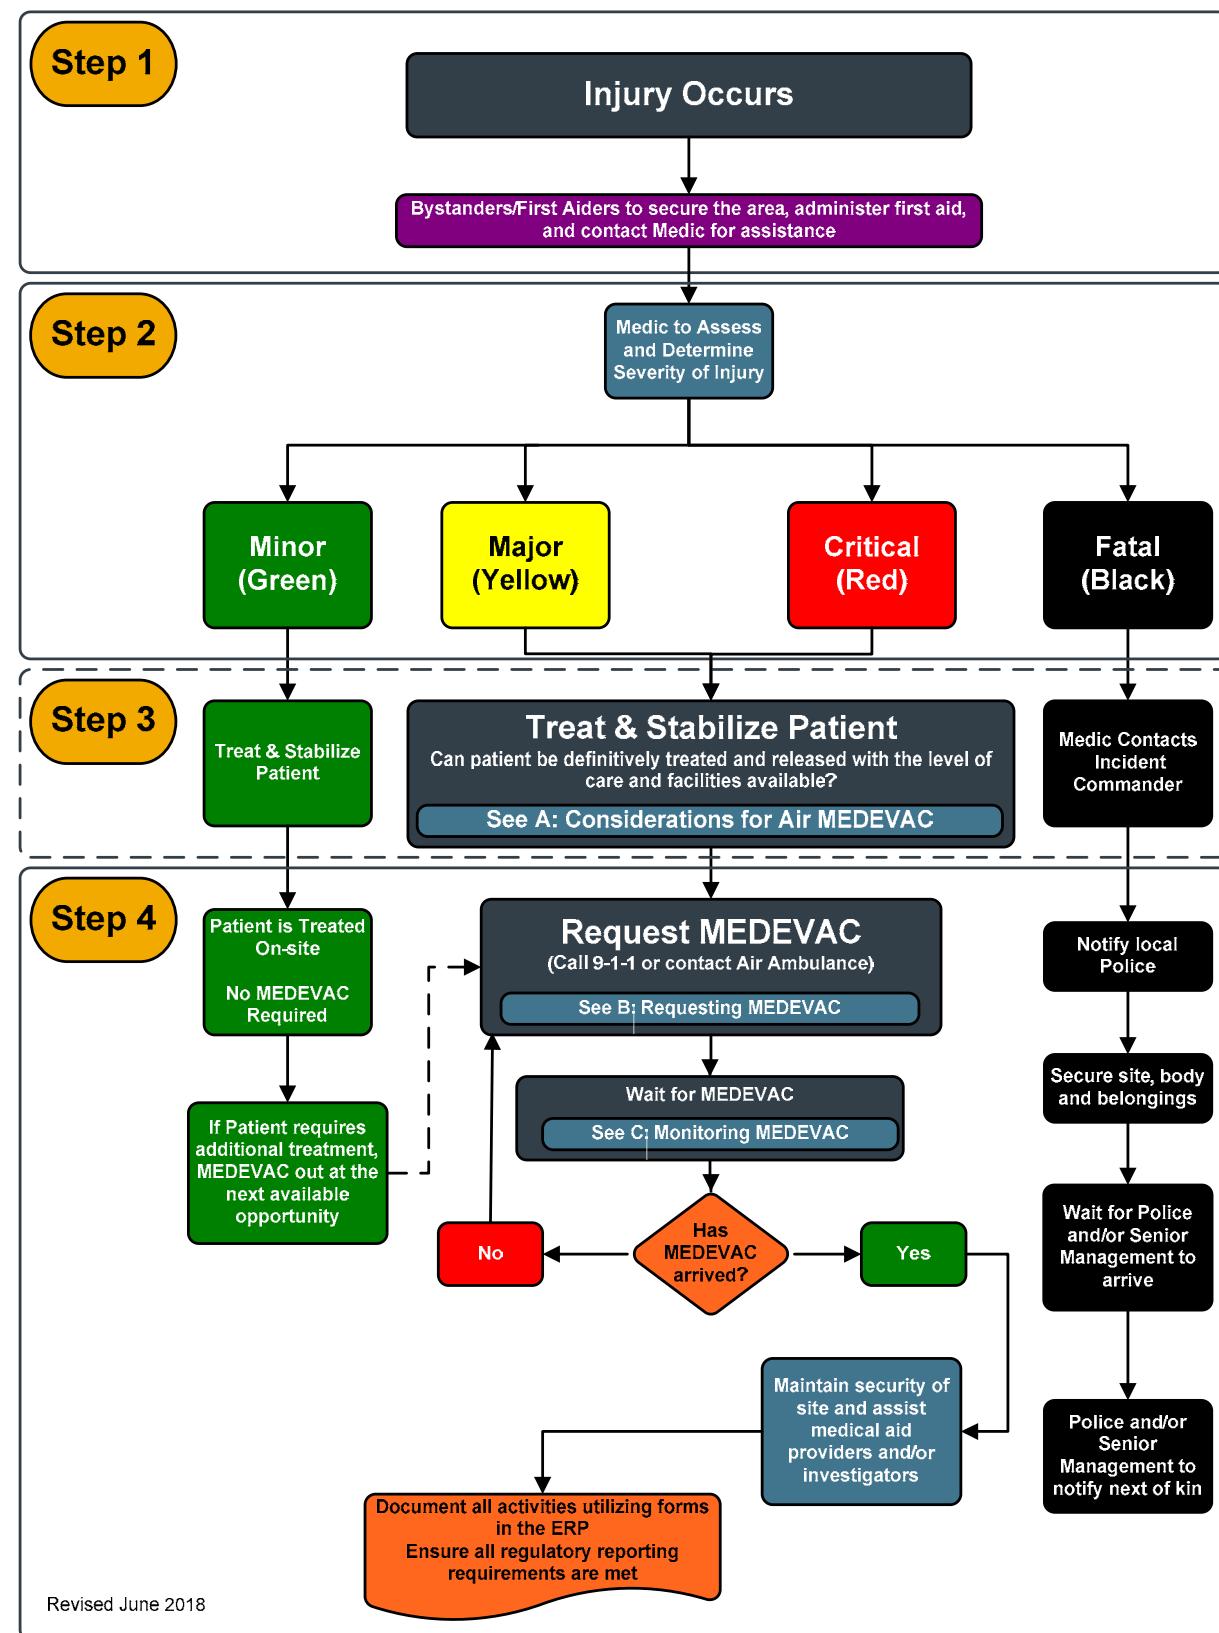 Step 1
Injury Occurs
Bystanders/First Aiders to secure the area, administer first aid,
and contact Medic for assistance
Step 2
Medic to Assess
and Determine
Severity of Injury
Minor
(Green)
Major
(Yellow)
Critical
(Red)
Fatal
(Black)
Step 3
Treat & Stabilize
Patient
Treat & Stabilize Patient
Can patient be definitively treated and released with the level of
care and facilities available?
See A: Considerations for Air MEDEVAC
Medic Contacts
Incident
Commander
Step 4
Patient is Treated
On-site
No MEDEVAC
Required
Request MEDEVAC
(Call 9-1-1 or contact Air Ambulance)
See B: Requesting MEDEVAC
Notify local
Police
If Patient requires
additional treatment,
MEDEVAC out at the
next available
opportunity
Wait for MEDEVAC
See C: Monitoring MEDEVAC
Secure site, body
and belongings
Has
MEDEVAC
arrived?
No
Yes
Wait for Police
and/or Senior
Management to
arrive
Maintain security of
site and assist
medical aid
providers and/or
investigators
Police and/or
Senior
Management to
notify next of kin
Document all activities utilizing forms
in the ERP
Ensure all regulatory reporting
requirements are met
Revised June 2018